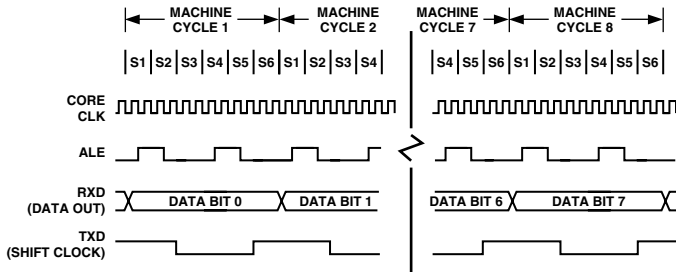 MACHINE CYCLE 1
MACHINE CYCLE 2
MACHINE CYCLE 7
MACHINE CYCLE 8
S1 S2 S3 S4 S5 S6 S1 S2 S3 S4
S4 S5 S6 S1 S2 S3 S4 S5 S6
CORE CLK
ALE
RXD (DATA OUT)
DATA BIT 0
DATA BIT 1
DATA BIT 6
DATA BIT 7
TXD (SHIFT CLOCK)